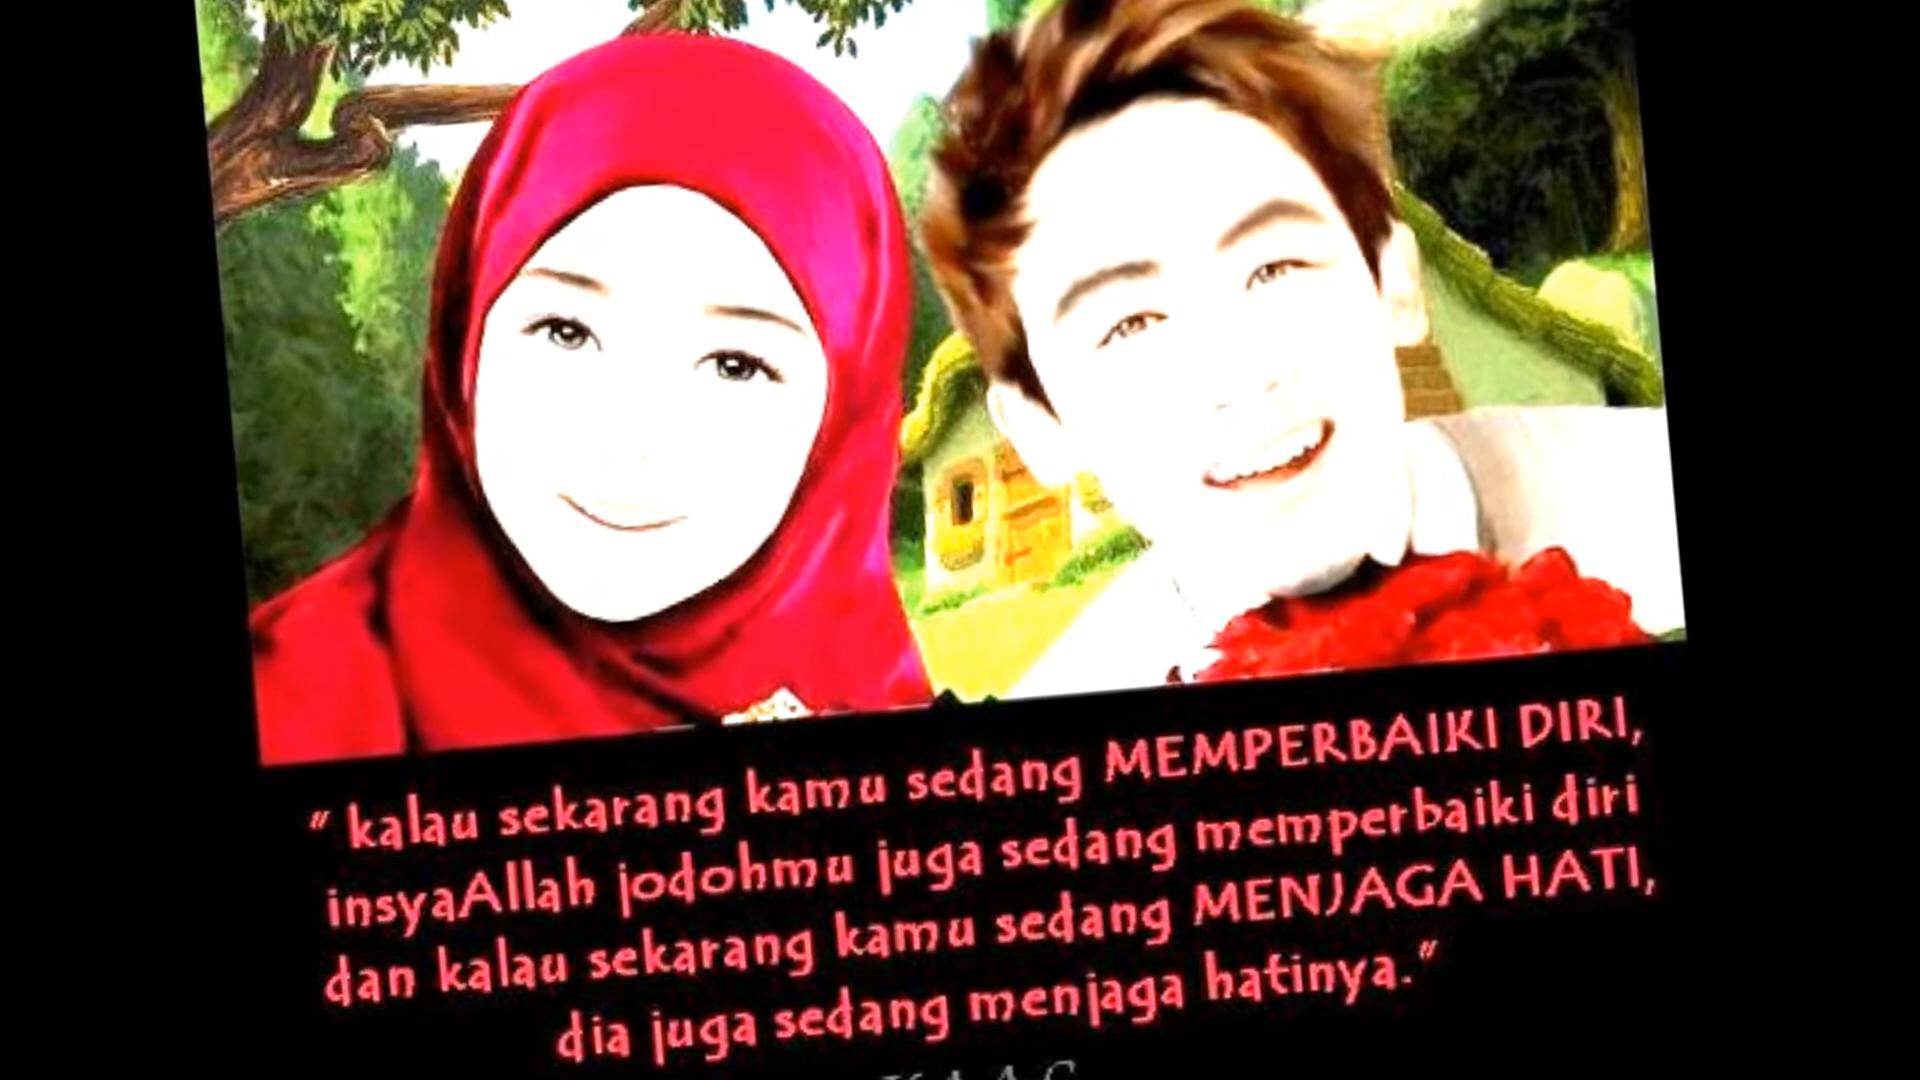 " kalau sekarang kamu sedang MEMPERBAIKI DIRI,
insyaAllah jodohmu juga sedang memperbaiki diri
dan kalau sekarang kamu sedang MENJAGA HATI,
dia juga sedang menjaga hatinya."